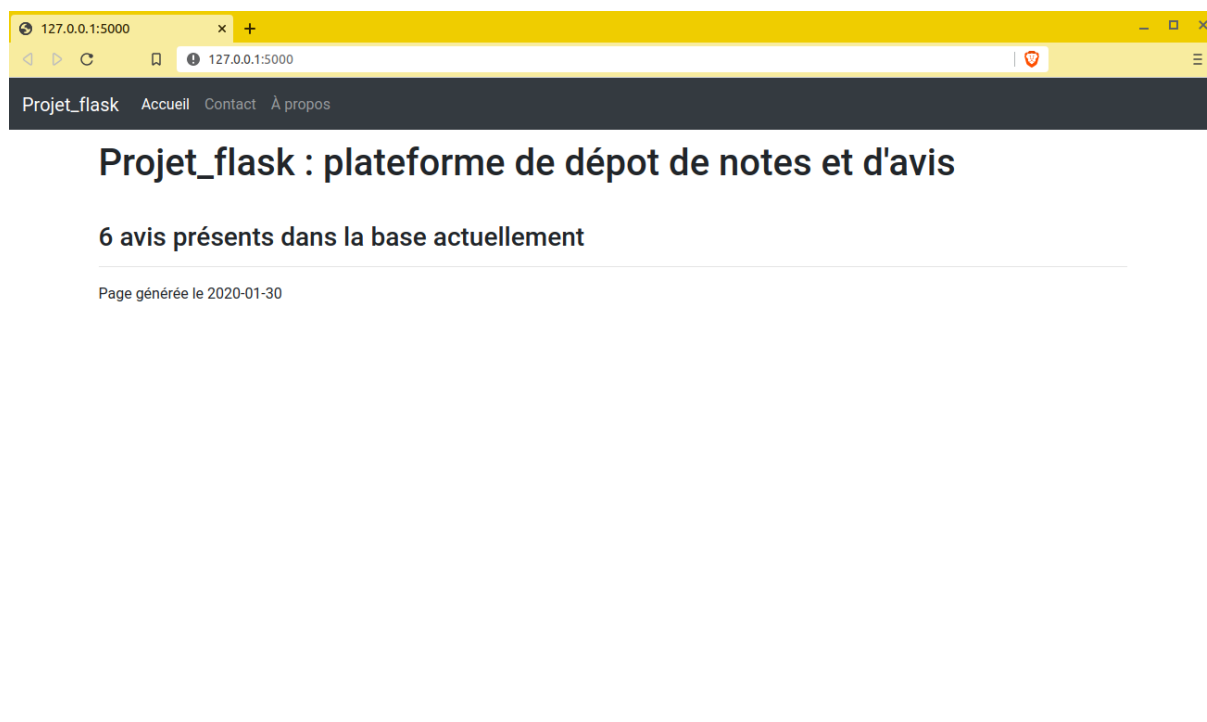 127.0.0.1:5000
127.0.0.1:5000
Projet_flask Accueil Contact À propos
Projet_flask : plateforme de dépot de notes et d'avis
6 avis présents dans la base actuellement
Page générée le 2020-01-30